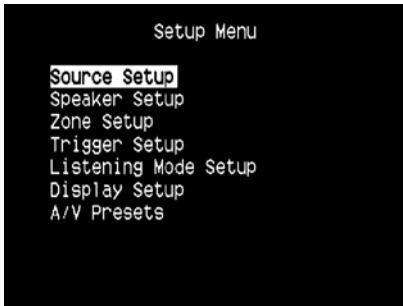 Setup Menu
Source Setup
Speaker Setup
Zone Setup
Trigger Setup
Listening Mode Setup
Display Setup
A/V Presets